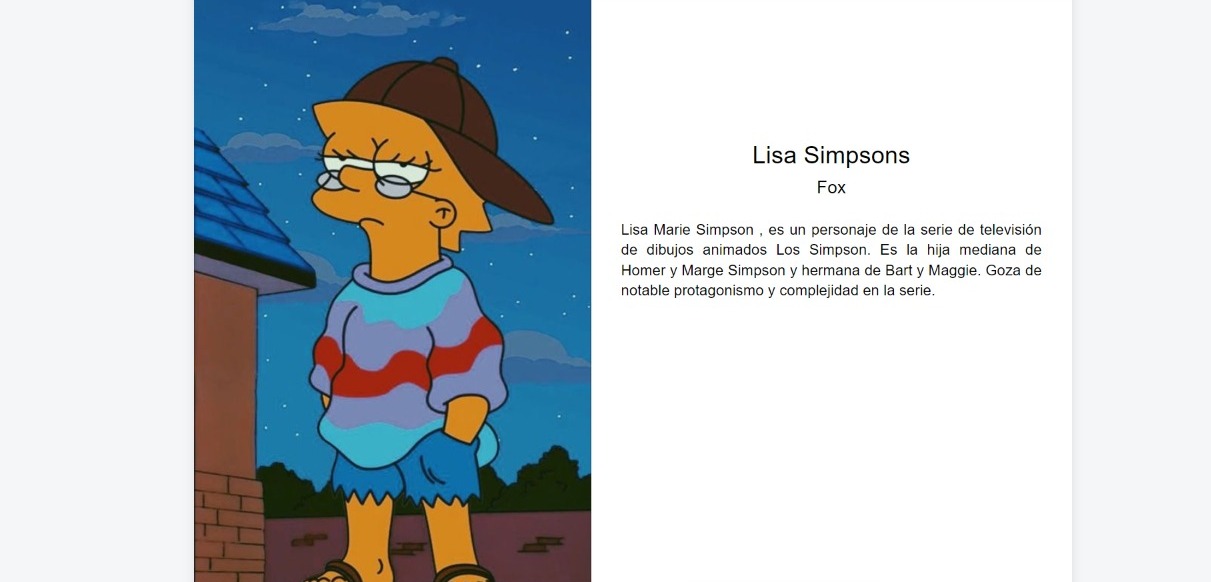 Lisa Simpsons
Fox
Lisa Marie Simpson , es un personaje de la serie de televisión
de dibujos animados Los Simpson. Es la hija mediana de
Homer y Marge Simpson y hermana de Bart y Maggie. Goza de
notable protagonismo y complejidad en la serie.